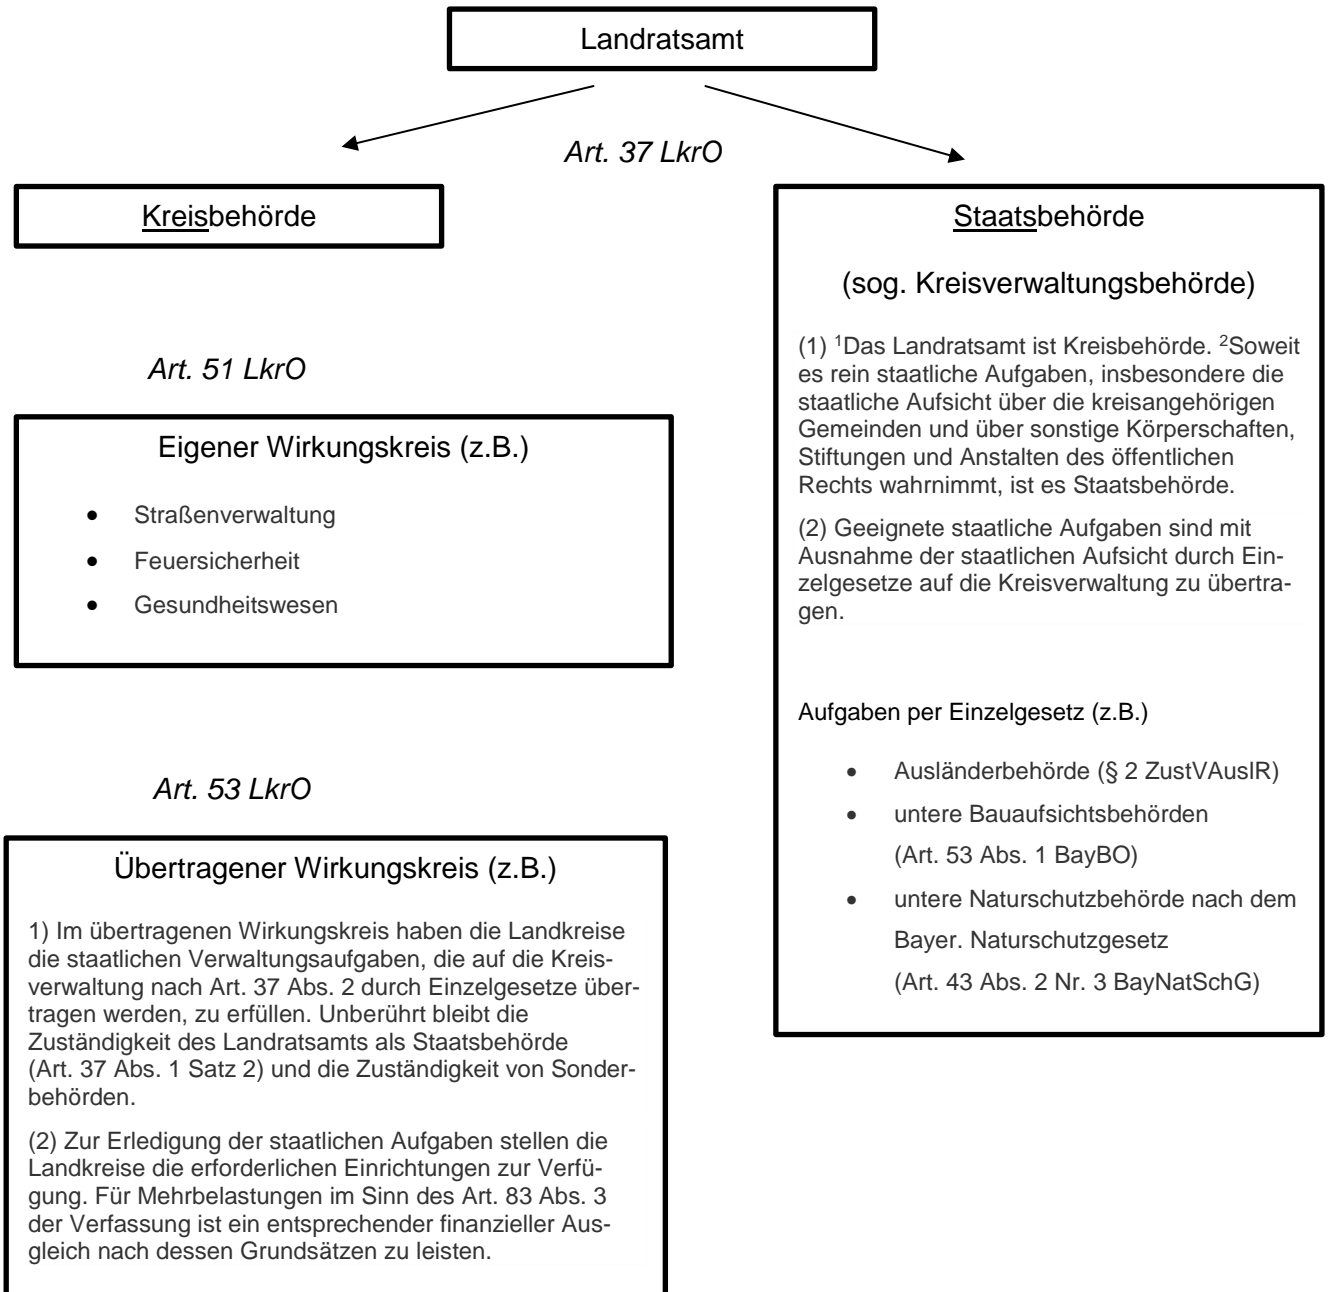 Landratsamt
Art. 37 LkrO
Kreisbehörde
Art. 51 LkrO
Eigener Wirkungskreis (z.B.)
• Straßenverwaltung
• Feuersicherheit
• Gesundheitswesen
Art. 53 LkrO
Übertragener Wirkungskreis (z.B.)
1) Im übertragenen Wirkungskreis haben die Landkreise
die staatlichen Verwaltungsaufgaben, die auf die Kreis-
verwaltung nach Art. 37 Abs. 2 durch Einzelgesetze über-
tragen werden, zu erfüllen. Unberührt bleibt die
Zuständigkeit des Landratsamts als Staatsbehörde
(Art. 37 Abs. 1 Satz 2) und die Zuständigkeit von Sonder-
behörden.
(2) Zur Erledigung der staatlichen Aufgaben stellen die
Landkreise die erforderlichen Einrichtungen zur Verfü-
gung. Für Mehrbelastungen im Sinn des Art. 83 Abs. 3
der Verfassung ist ein entsprechender finanzieller Aus-
gleich nach dessen Grundsätzen zu leisten.
Staatsbehörde
(sog. Kreisverwaltungsbehörde)
(1) ¹Das Landratsamt ist Kreisbehörde. ²Soweit
es rein staatliche Aufgaben, insbesondere die
staatliche Aufsicht über die kreisangehörigen
Gemeinden und über sonstige Körperschaften,
Stiftungen und Anstalten des öffentlichen
Rechts wahrnimmt, ist es Staatsbehörde.
(2) Geeignete staatliche Aufgaben sind mit
Ausnahme der staatlichen Aufsicht durch Ein-
zelgesetze auf die Kreisverwaltung zu übertra-
gen.
Aufgaben per Einzelgesetz (z.B.)
• Ausländerbehörde (§ 2 ZustVAuslR)
• untere Bauaufsichtsbehörden
(Art. 53 Abs. 1 BayBO)
• untere Naturschutzbehörde nach dem
Bayer. Naturschutzgesetz
(Art. 43 Abs. 2 Nr. 3 BayNatSchG)